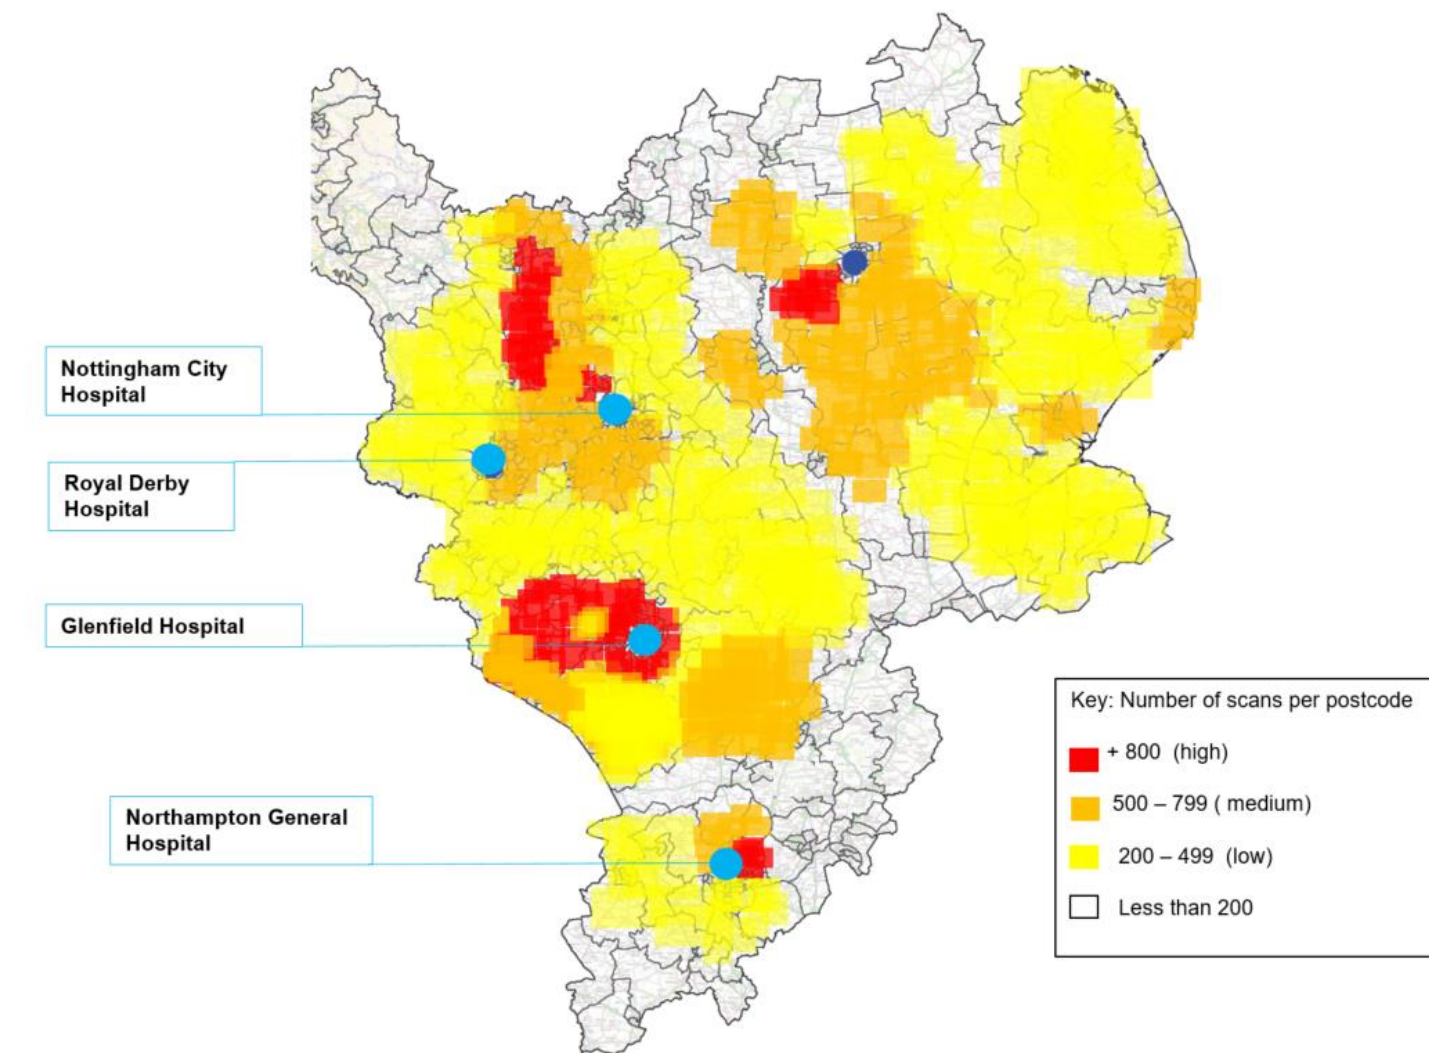 Nottingham City
Hospital
Royal Derby
Hospital
Glenfield Hospital
Northampton General
Hospital
Key: Number of scans per postcode
+ 800 (high)
500 – 799 ( medium)
200 – 499 (low)
Less than 200